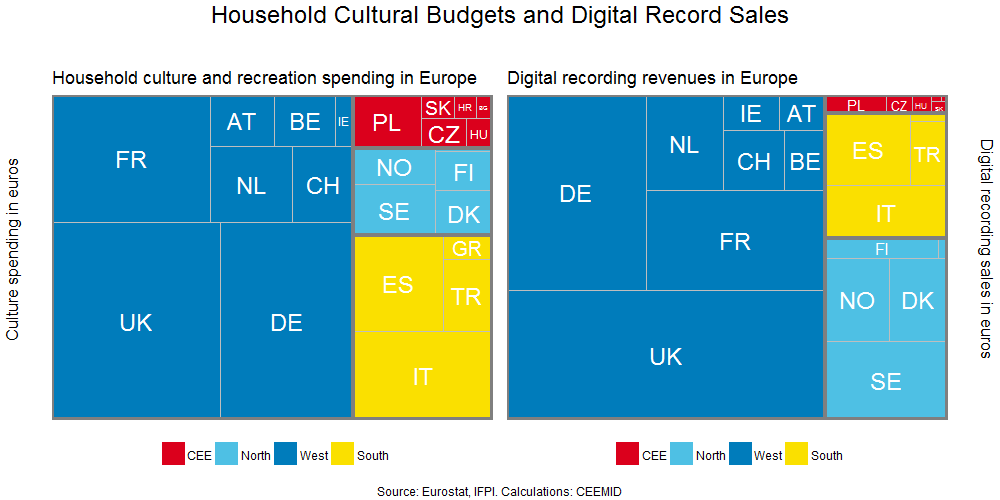 Household Cultural Budgets and Digital Record Sales
Household culture and recreation spending in Europe
Digital recording revenues in Europe
Culture spending in euros
FR
AT
BE
IE
NL
CH
UK
DE
PL
SK
HR
BG
CZ
HU
NO
FI
SE
DK
ES
GR
TR
IT
DE
NL
IE
AT
CH
BE
FR
UK
PL
CZ
HU
SK
ES
TR
IT
FI
NO
DK
SE
Digital recording sales in euros
CEE North West South
CEE North West South
Source: Eurostat, IFPI. Calculations: CEEMID